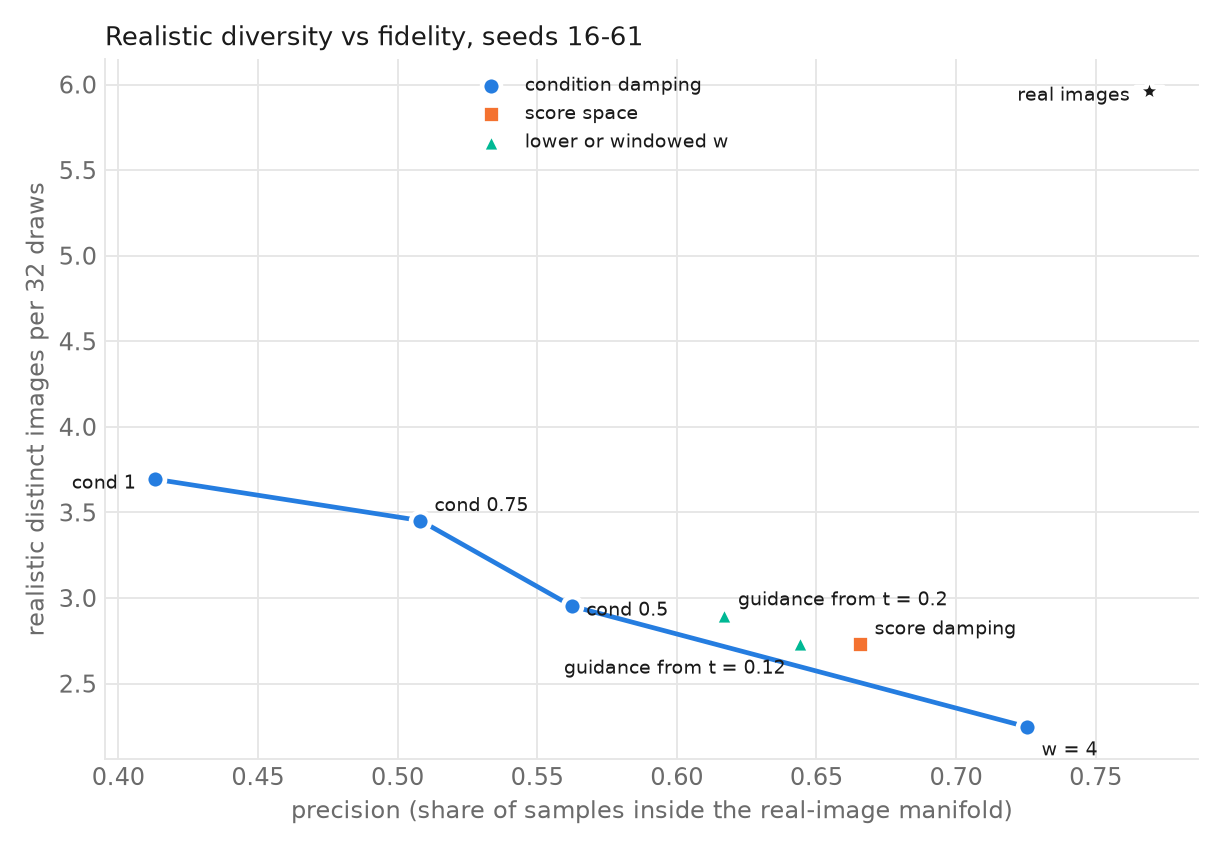 Realistic diversity vs fidelity, seeds 16-61
condition damping
score space
lower or windowed w
real images
6.0
5.5
5.0
4.5
4.0
3.5
3.0
2.5
realistic distinct images per 32 draws
cond 1
cond 0.75
cond 0.5
guidance from t = 0.2
score damping
guidance from t = 0.12
w = 4
0.40 0.45 0.50 0.55 0.60 0.65 0.70 0.75
precision (share of samples inside the real-image manifold)